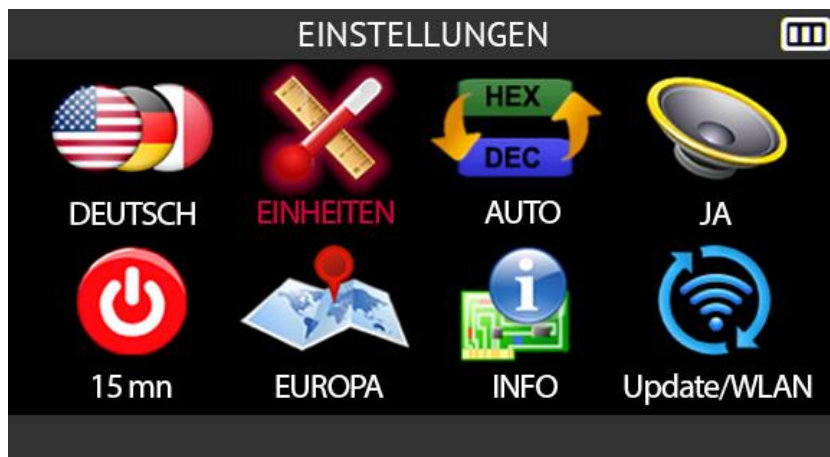 EINSTELLUNGEN
HEX
DEC
DEUTSCH EINHEITEN AUTO JA
i
15 mn EUROPA INFO Update/WLAN